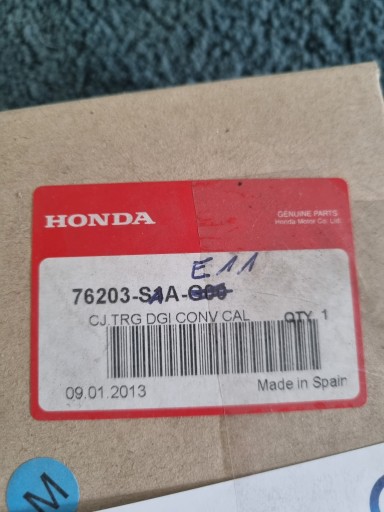 HONDA
GENUINE PARTS
Honda Motor Co. Ltd.
E11
76203-S1A-G00
CJ.TRG DGI CONV CAL QTY. 1
09.01.2013
Made in Spain
M